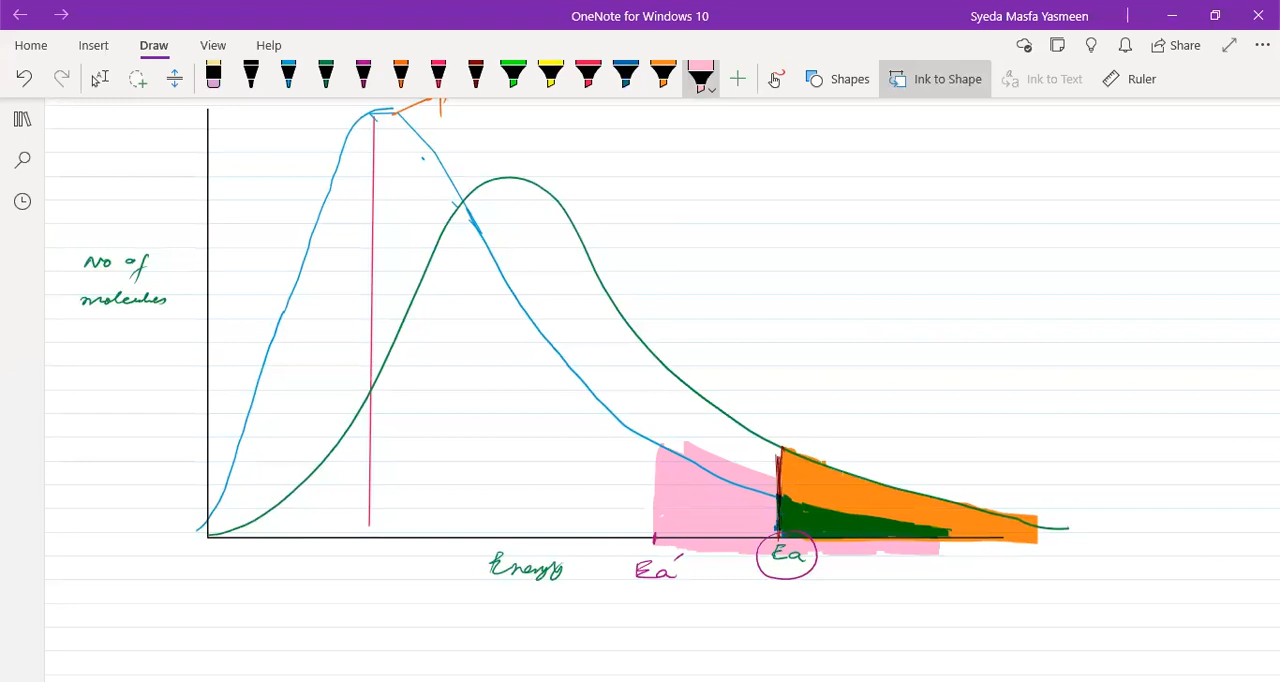 OneNote for Windows 10
Syeda Masfa Yasmeen
Home Insert Draw View Help
Share
Shapes
Ink to Shape
Ink to Text
Ruler
No of
molecules
Energy
Ea'
Ea